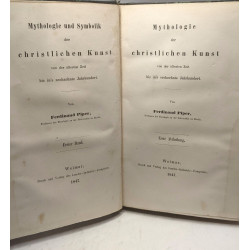 Mythologie und Symbolik
der
christlichen Kunst
von der ältesten Zeit
bis in's sechzehnte Jahrhundert
Von
Ferdinand Piper,
Erster Band.
Weimar,
1847.
Mythologie
der
christlichen Kunst
von der ältesten Zeit
bis in's sechzehnte Jahrhundert
Von
Ferdinand Piper,
Erste Abtheilung.
Weimar,
1847.